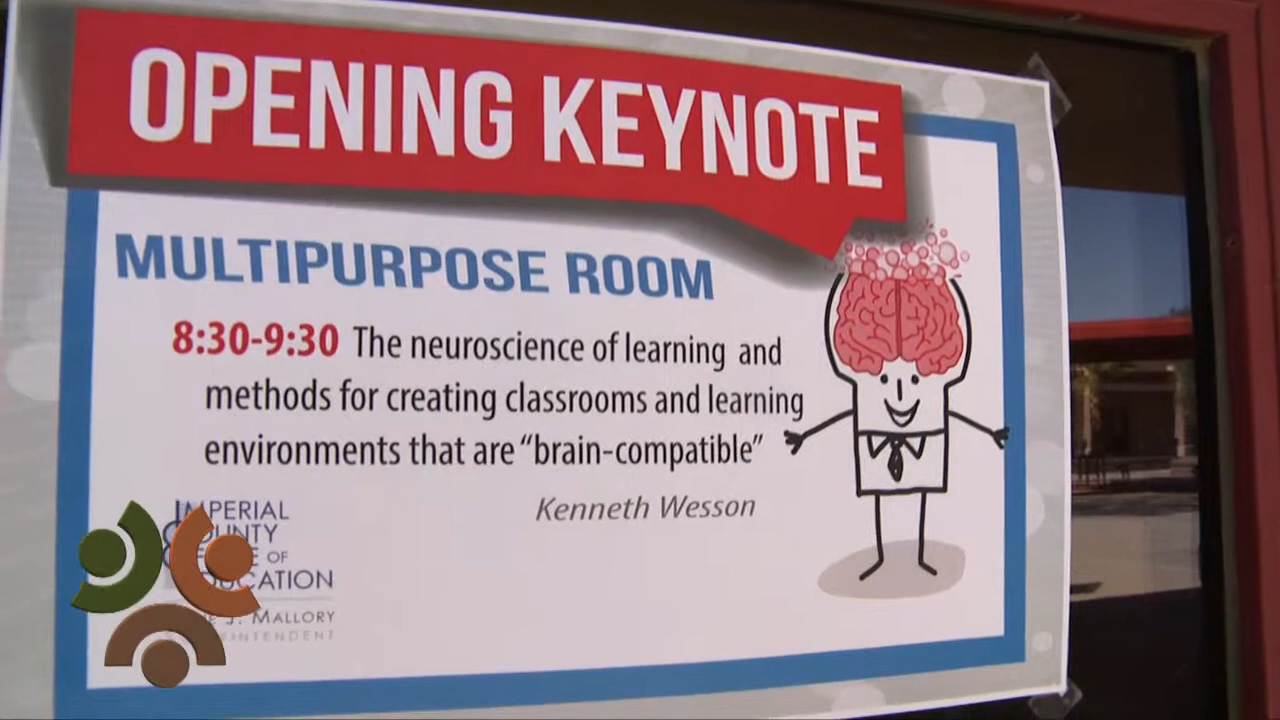 OPENING KEYNOTE
MULTIPURPOSE ROOM
8:30-9:30 The neuroscience of learning and
methods for creating classrooms and learning
environments that are “brain-compatible”
Kenneth Wesson
IMPERIAL
COUNTY
OF
EDUCATION
J. MALLORY